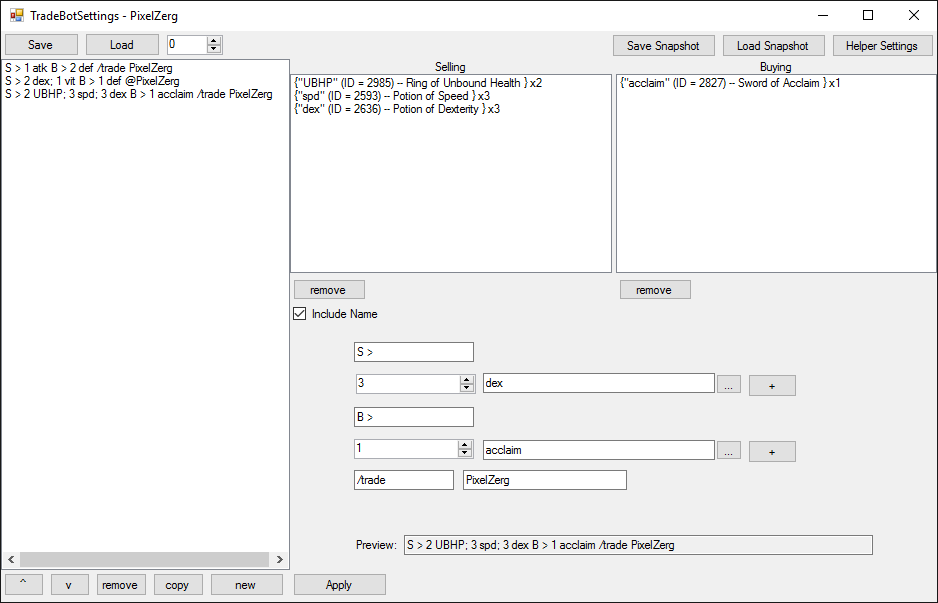 TradeBotSettings - PixelZerg
Save
Load
0
Save Snapshot
Load Snapshot
Helper Settings
S > 1 atk B > 2 def /trade PixelZerg
S > 2 dex; 1 vit B > 1 def @PixelZerg
S > 2 UBHP; 3 spd; 3 dex B > 1 acclaim /trade PixelZerg
Selling
{"UBHP" (ID = 2985) -- Ring of Unbound Health } x2
{"spd" (ID = 2593) -- Potion of Speed } x3
{"dex" (ID = 2636) -- Potion of Dexterity } x3
Buying
{"acclaim" (ID = 2827) -- Sword of Acclaim } x1
remove
remove
Include Name
S >
3
dex
...
+
B >
1
acclaim
...
+
/trade
PixelZerg
Preview:
S > 2 UBHP; 3 spd; 3 dex B > 1 acclaim /trade PixelZerg
^
v
remove
copy
new
Apply